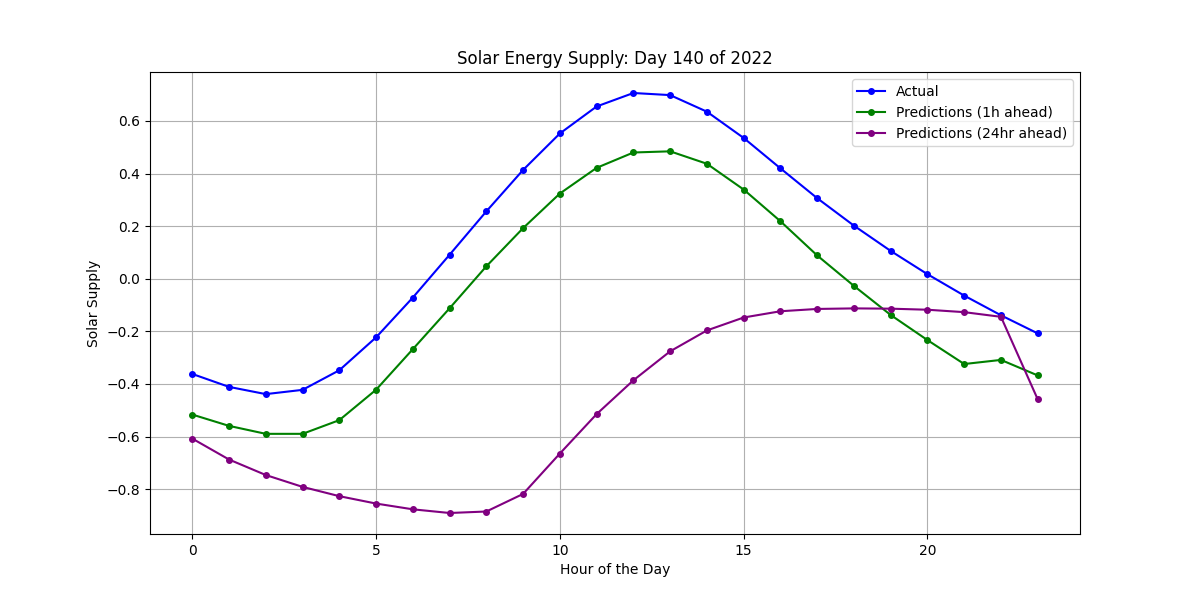 Solar Energy Supply: Day 140 of 2022
Actual
Predictions (1h ahead)
Predictions (24hr ahead)
Solar Supply
0.6
0.4
0.2
0.0
−0.2
−0.4
−0.6
−0.8
0 5 10 15 20
Hour of the Day